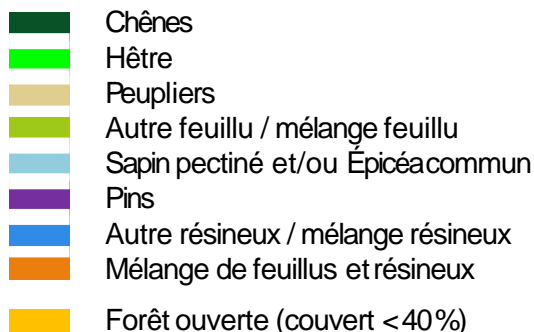 Chênes
Hêtre
Peupliers
Autre feuillu / mélange feuillu
Sapin pectiné et/ou Épicéa commun
Pins
Autre résineux / mélange résineux
Mélange de feuillus et résineux
Forêt ouverte (couvert < 40 %)